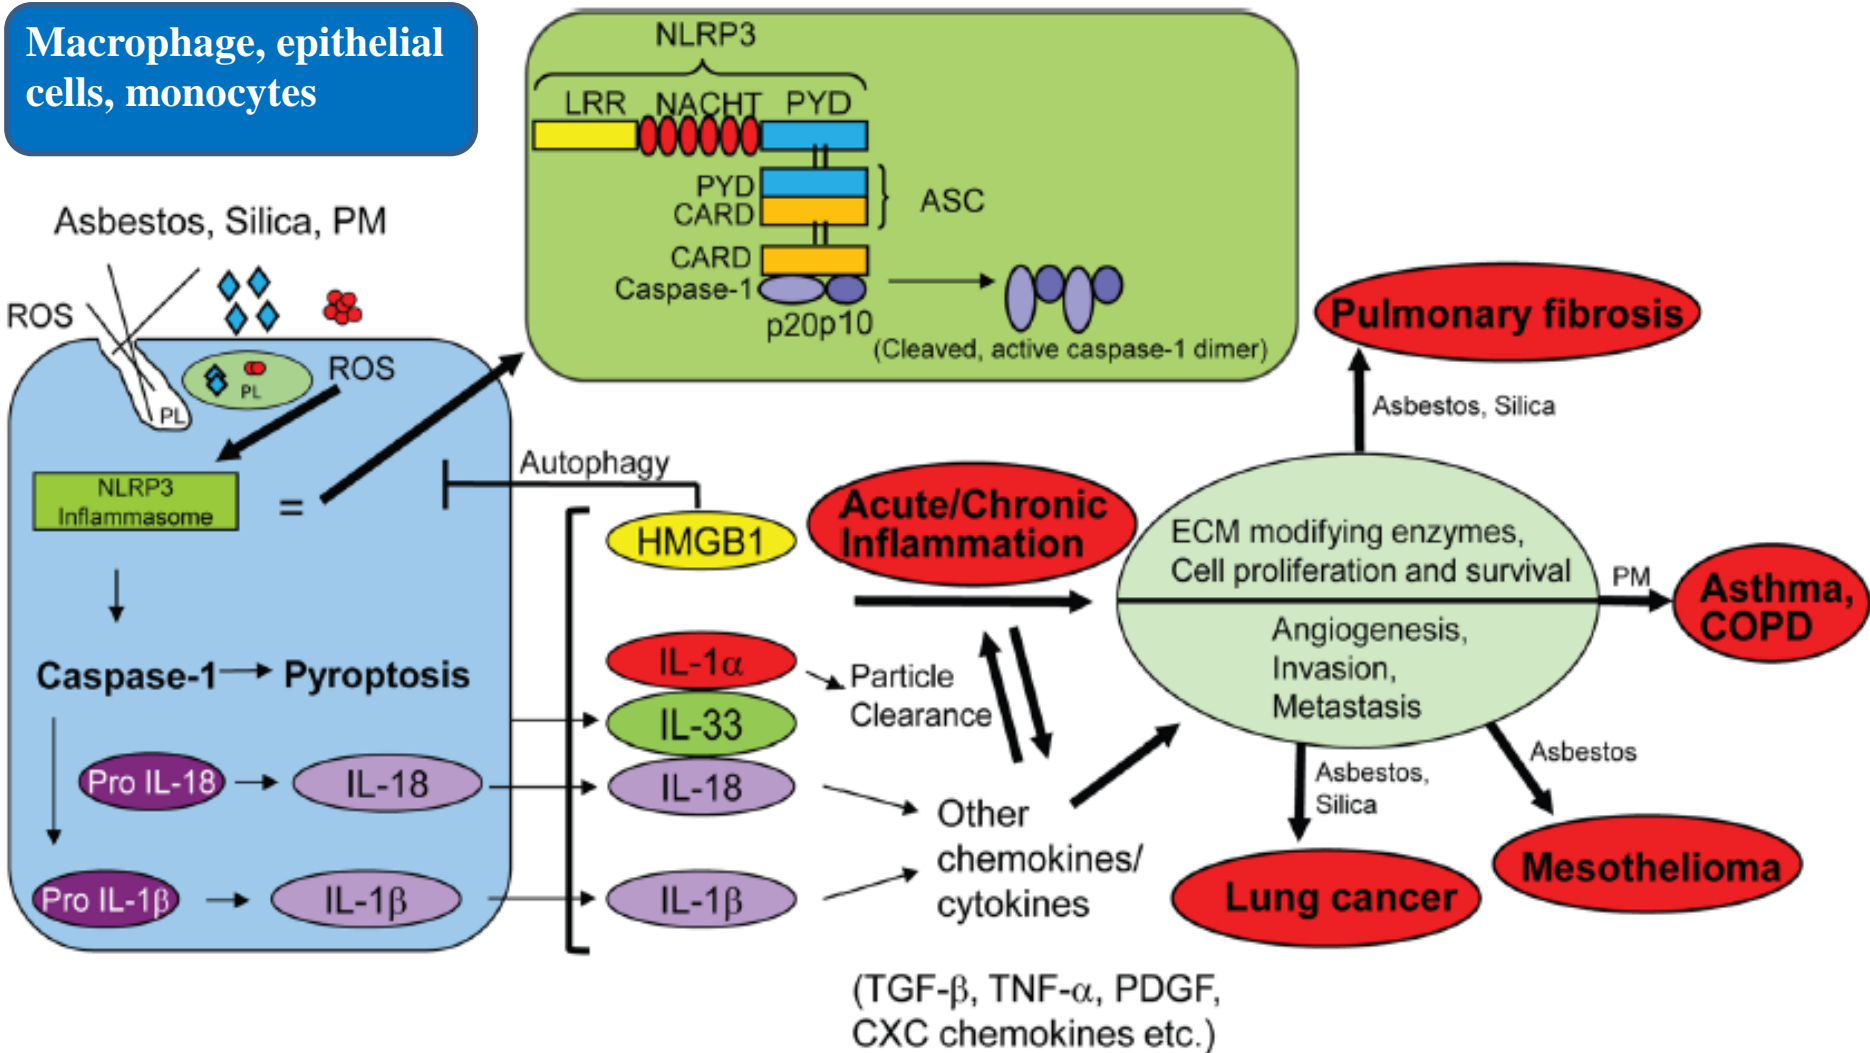 Macrophage, epithelial
cells, monocytes
NLRP3
LRR NACHT PYD
PYD
CARD
ASC
CARD
Caspase-1
p20p10
(Cleaved, active caspase-1 dimer)
Asbestos, Silica, PM
ROS
PL
PL
ROS
NLRP3
Inflammasome
=
Caspase-1
Pyroptosis
Pro IL-18
IL-18
Pro IL-1β
IL-1β
Autophagy
HMGB1
IL-1α
IL-33
IL-18
IL-1β
Particle
Clearance
Acute/Chronic
Inflammation
Other
chemokines/
cytokines
(TGF-β, TNF-α, PDGF,
CXC chemokines etc.)
ECM modifying enzymes,
Cell proliferation and survival
Angiogenesis,
Invasion,
Metastasis
Asbestos, Silica
Pulmonary fibrosis
PM
Asthma,
COPD
Asbestos
Mesothelioma
Asbestos,
Silica
Lung cancer